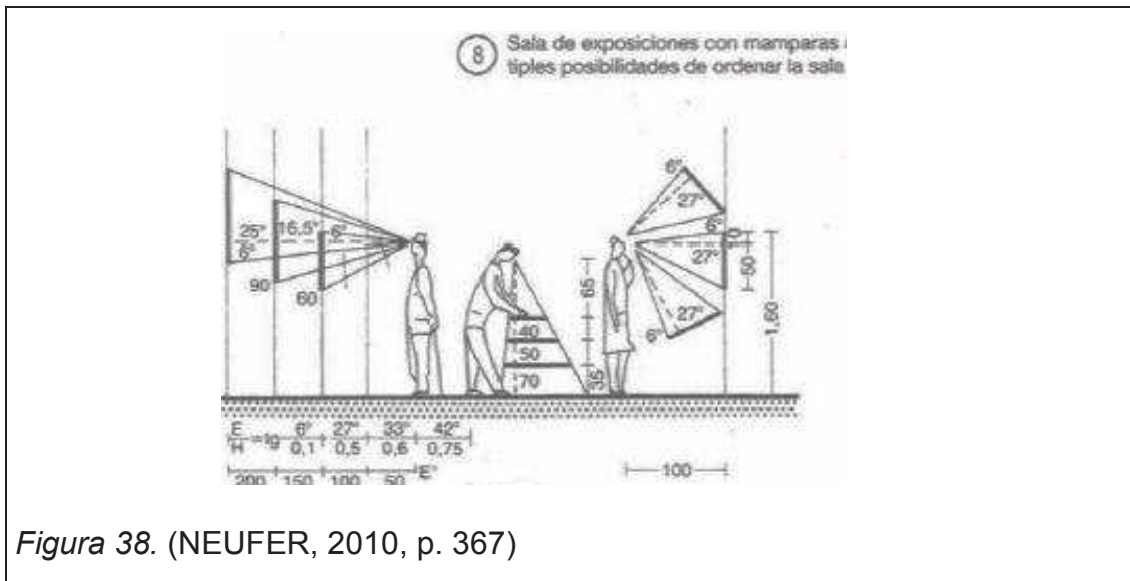 8 Sala de exposiciones con mamparas
tiples posibilidades de ordenar la sala
25° 16,5° 6°
6°
90 60
65
40
50
70
35
6°
27°
6°
27°
27°
6°
50
1,60
E/H =tg 6° 27° 33° 42°
0,1 0,5 0,6 0,75
200 150 100 50 E°
100
Figura 38. (NEUFER, 2010, p. 367)